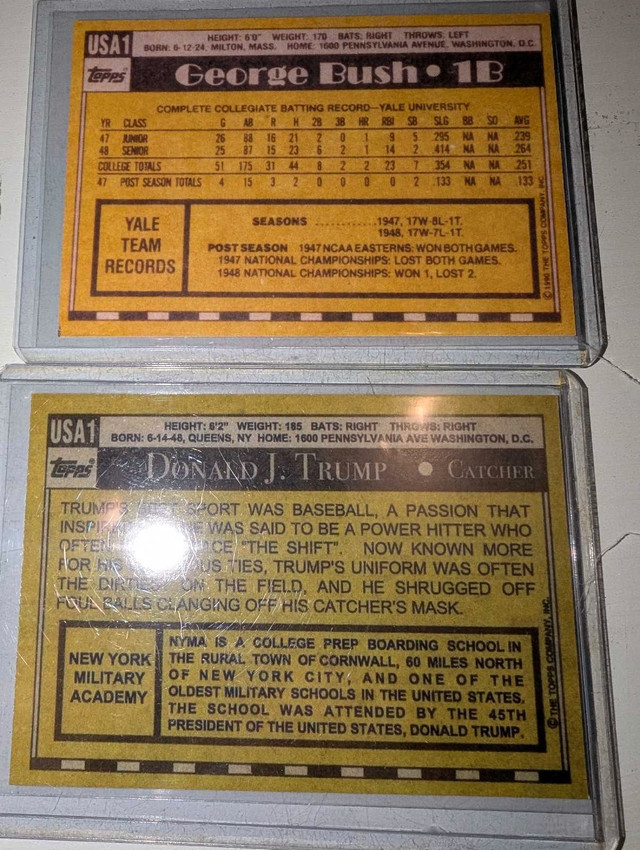 USA1
HEIGHT: 6'0" WEIGHT: 170 BATS: RIGHT THROWS: LEFT
BORN: 6-12-24, MILTON, MASS. HOME: 1600 PENNSYLVANIA AVENUE, WASHINGTON, D.C.
Topps
George Bush • 1B
COMPLETE COLLEGIATE BATTING RECORD—YALE UNIVERSITY
YR CLASS G AB R H 2B 3B HR RBI SB SLG BB SO AVG
47 JUNIOR 26 88 16 21 2 0 1 9 5 .295 NA NA .239
48 SENIOR 25 87 15 23 6 2 1 14 2 .414 NA NA .264
COLLEGE TOTALS 51 175 31 44 8 2 2 23 7 .354 NA NA .251
47 POST SEASON TOTALS 4 15 3 2 0 0 0 0 2 .133 NA NA .133
YALE
TEAM
RECORDS
SEASONS ............. 1947, 17W-8L-1T.
1948, 17W-7L-1T.
POST SEASON 1947 NCAA EASTERNS: WON BOTH GAMES.
1947 NATIONAL CHAMPIONSHIPS: LOST BOTH GAMES.
1948 NATIONAL CHAMPIONSHIPS: WON 1, LOST 2.
© 1990 THE TOPPS COMPANY, INC.
USA1
HEIGHT: 6'2" WEIGHT: 185 BATS: RIGHT THROWS: RIGHT
BORN: 6-14-46, QUEENS, NY HOME: 1600 PENNSYLVANIA AVE WASHINGTON, D.C.
Topps
DONALD J. TRUMP • CATCHER
TRUMP'S SPORT WAS BASEBALL, A PASSION THAT
WAS SAID TO BE A POWER HITTER WHO
OFTEN "THE SHIFT". NOW KNOWN MORE
FOR HIS TIES, TRUMP'S UNIFORM WAS OFTEN
THE ON THE FIELD, AND HE SHRUGGED OFF
FOUL BALLS CLANGING OFF HIS CATCHER'S MASK.
NEW YORK
MILITARY
ACADEMY
NYMA IS A COLLEGE PREP BOARDING SCHOOL IN
THE RURAL TOWN OF CORNWALL, 60 MILES NORTH
OF NEW YORK CITY, AND ONE OF THE
OLDEST MILITARY SCHOOLS IN THE UNITED STATES.
THE SCHOOL WAS ATTENDED BY THE 45TH
PRESIDENT OF THE UNITED STATES, DONALD TRUMP.
© THE TOPPS COMPANY, INC.